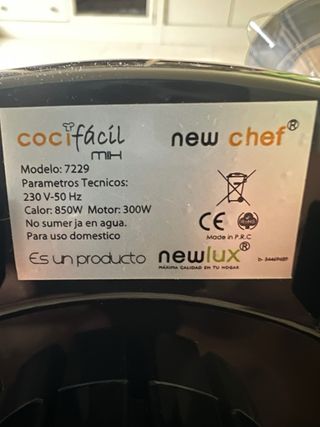 cocifácil mix
new chef®
Modelo: 7229
Parametros Tecnicos:
230 V-50 Hz
Calor: 850W Motor: 300W
No sumer ja en agua.
Para uso domestico
CE
Made in P.R.C
Es un producto newlux®
MÁXIMA CALIDAD EN TU HOGAR